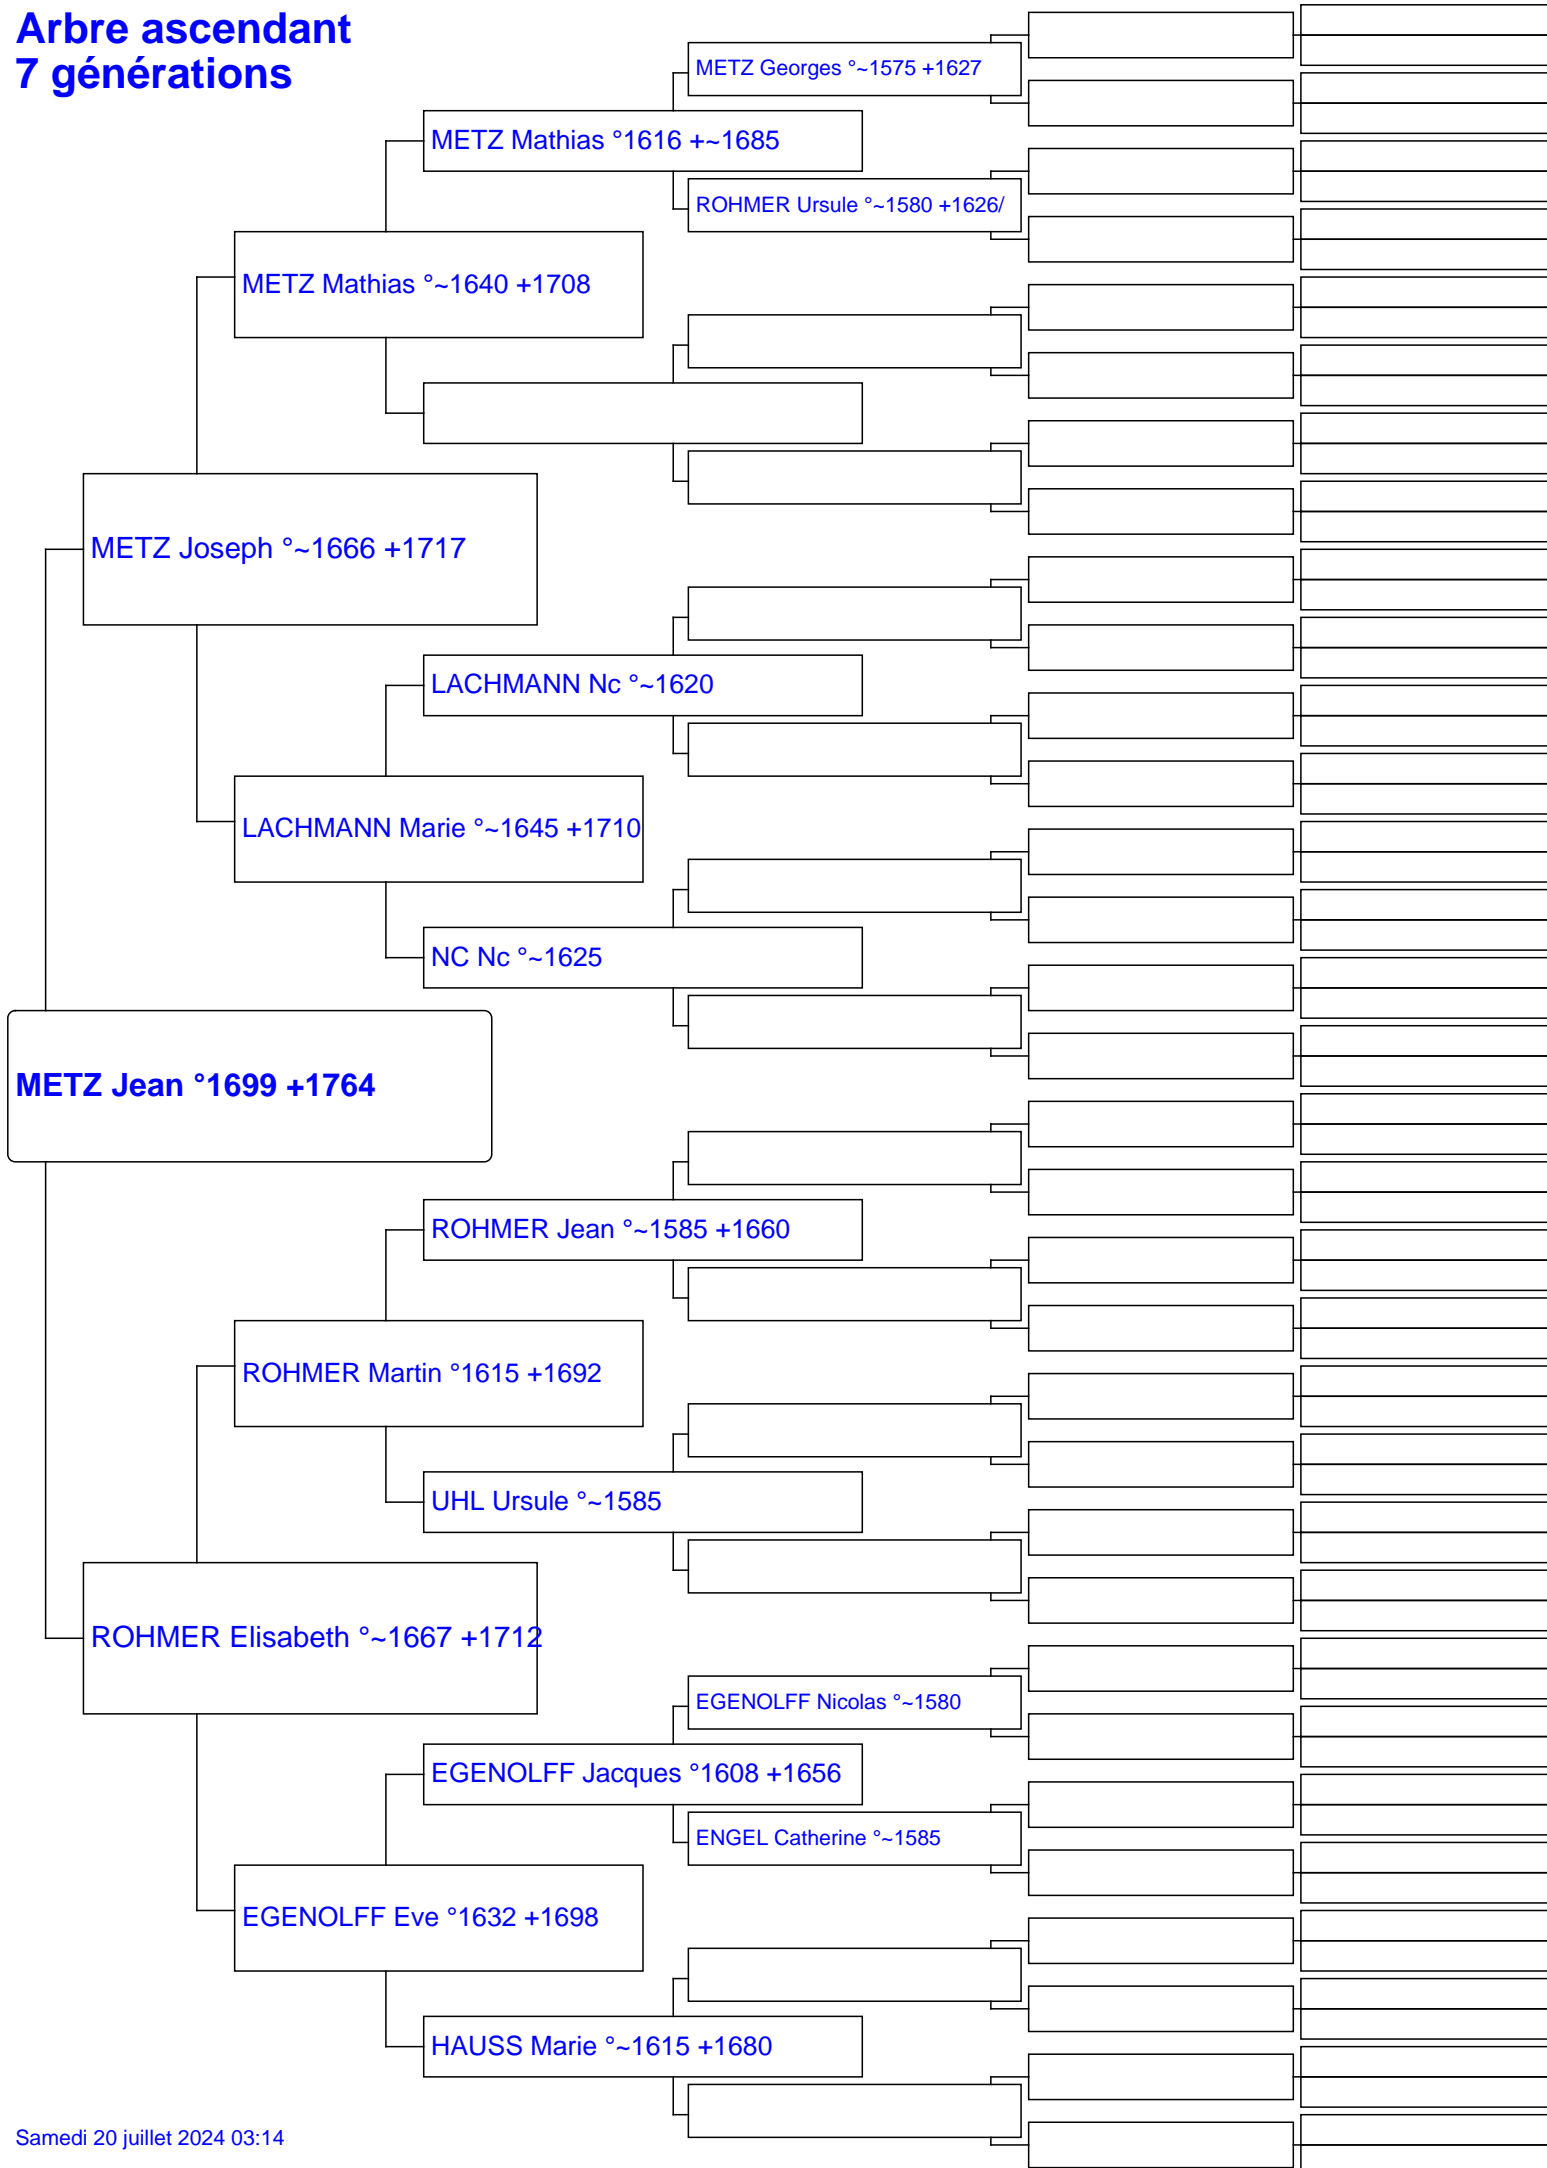 Arbre ascendant
7 générations
METZ Georges °~1575 +1627
METZ Mathias °1616 +~1685
ROHMER Ursule °~1580 +1626/
METZ Mathias °~1640 +1708
METZ Joseph °~1666 +1717
LACHMANN Nc °~1620
LACHMANN Marie °~1645 +1710
NC Nc °~1625
METZ Jean °1699 +1764
ROHMER Jean °~1585 +1660
ROHMER Martin °1615 +1692
UHL Ursule °~1585
ROHMER Elisabeth °~1667 +1712
EGENOLFF Nicolas °~1580
EGENOLFF Jacques °1608 +1656
ENGEL Catherine °~1585
EGENOLFF Eve °1632 +1698
HAUSS Marie °~1615 +1680
Samedi 20 juillet 2024 03:14